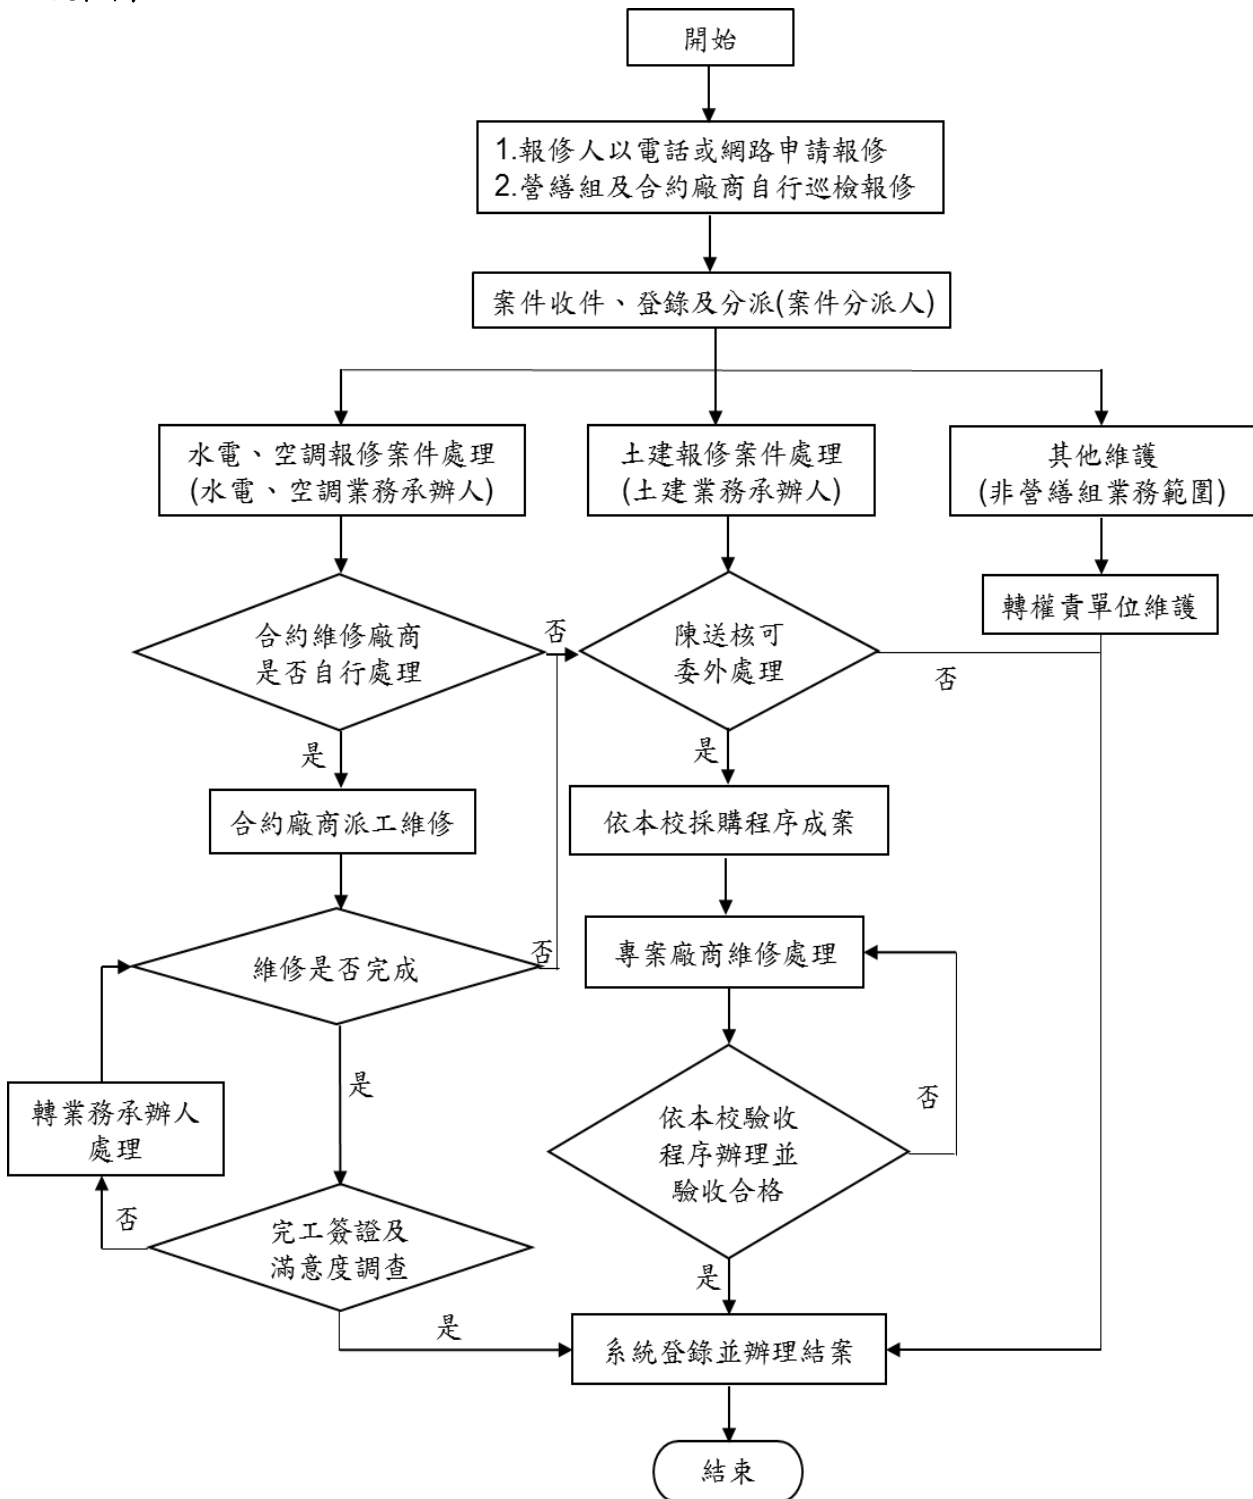 開始
1.報修人以電話或網路申請報修
2.營繕組及合約廠商自行巡檢報修
案件收件、登錄及分派(案件分派人)
水電、空調報修案件處理
(水電、空調業務承辦人)
土建報修案件處理
(土建業務承辦人)
其他維護
(非營繕組業務範圍)
轉權責單位維護
合約維修廠商
是否自行處理
否
陳送核可
委外處理
否
是
是
合約廠商派工維修
依本校採購程序成案
維修是否完成
否
專案廠商維修處理
是
否
轉業務承辦人
處理
依本校驗收
程序辦理並
驗收合格
否
完工簽證及
滿意度調查
是
是
系統登錄並辦理結案
結束